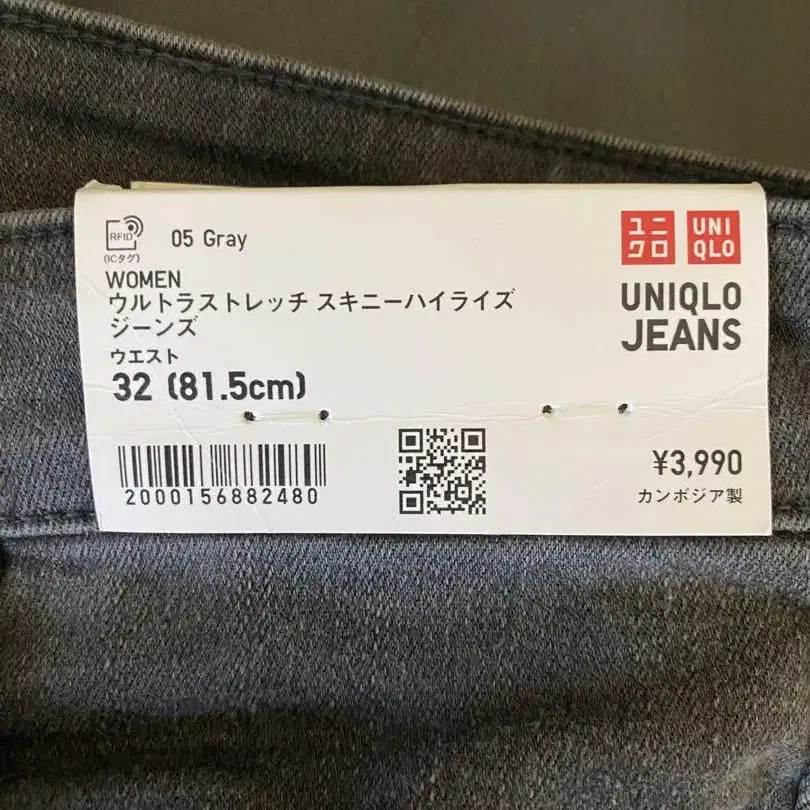 RFID
(ICタグ)
05 Gray
ユニ
クロ
UNI
QLO
UNIQLO
JEANS
WOMEN
ウルトラストレッチ スキニーハイライズ
ジーンズ
ウエスト
32 (81.5cm)
2000156882480
¥3,990
カンボジア製